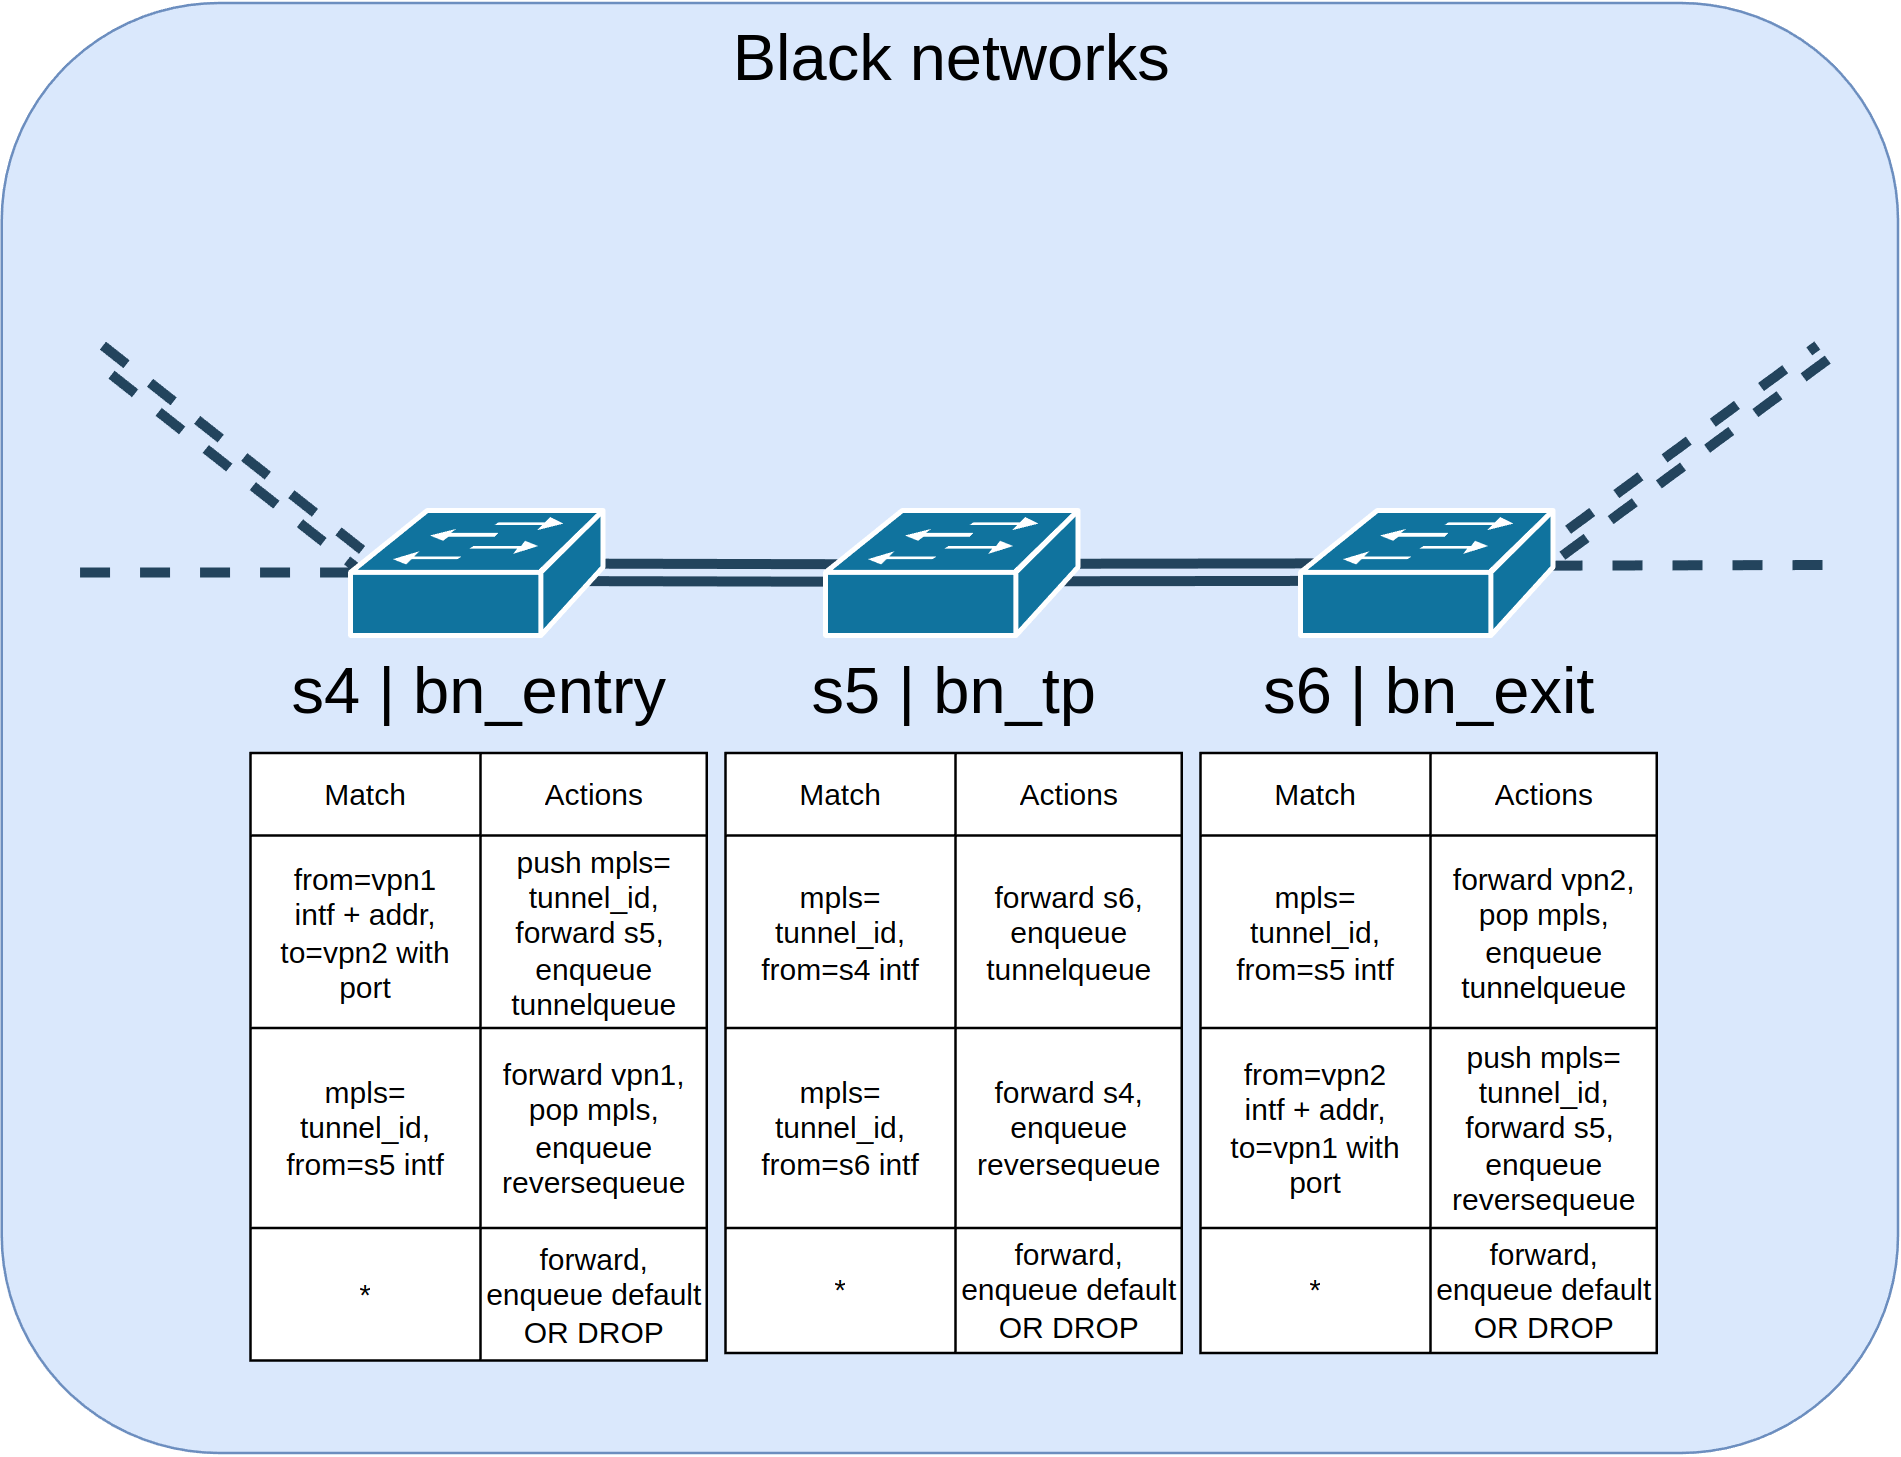 Black networks
s4 | bn_entry
s5 | bn_tp
s6 | bn_exit
Match
Actions
from=vpn1
intf + addr,
to=vpn2 with
port
push mpls=
tunnel_id,
forward s5,
enqueue
tunnelqueue
mpls=
tunnel_id,
from=s5 intf
forward vpn1,
pop mpls,
enqueue
reversequeue
*
forward,
enqueue default
OR DROP
Match
Actions
mpls=
tunnel_id,
from=s4 intf
forward s6,
enqueue
tunnelqueue
mpls=
tunnel_id,
from=s6 intf
forward s4,
enqueue
reversequeue
*
forward,
enqueue default
OR DROP
Match
Actions
mpls=
tunnel_id,
from=s5 intf
forward vpn2,
pop mpls,
enqueue
tunnelqueue
from=vpn2
intf + addr,
to=vpn1 with
port
push mpls=
tunnel_id,
forward s5,
enqueue
reversequeue
*
forward,
enqueue default
OR DROP